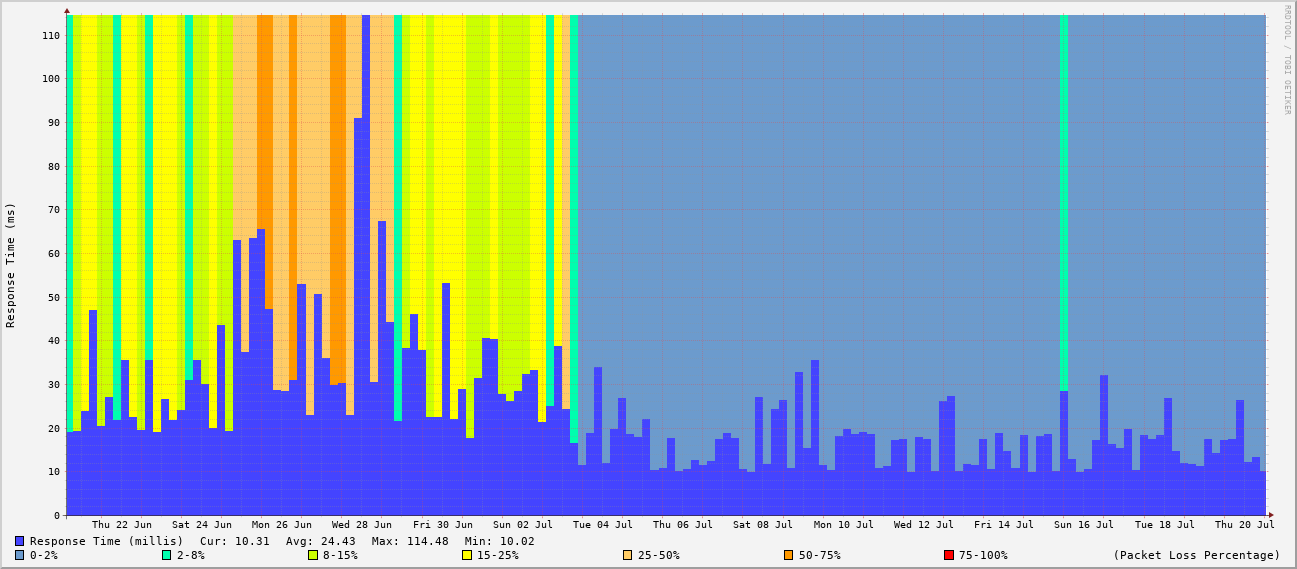 RRDTOOL / TOBI OETIKER
Response Time (ms)
110
100
90
80
70
60
50
40
30
20
10
0
Thu 22 Jun Sat 24 Jun Mon 26 Jun Wed 28 Jun Fri 30 Jun Sun 02 Jul Tue 04 Jul Thu 06 Jul Sat 08 Jul Mon 10 Jul Wed 12 Jul Fri 14 Jul Sun 16 Jul Tue 18 Jul Thu 20 Jul
Response Time (millis) Cur: 10.31 Avg: 24.43 Max: 114.48 Min: 10.02
0-2% 2-8% 8-15% 15-25% 25-50% 50-75% 75-100% (Packet Loss Percentage)